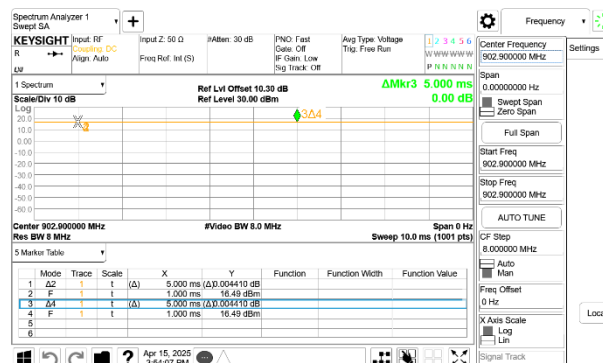 Spectrum Analyzer 1
Swept SA
Frequency
KEYSIGHT Input: RF Input Z: 50 Ω #Atten: 30 dB PNO: Fast Avg Type: Voltage 1 2 3 4 5 6
R Coupling: DC Gate: Off Trig: Free Run
Align: Auto Freq Ref: Int (S) IF Gain: Low W W W W W W
Sig Track: Off P N N N N N
Center Frequency
902.900000 MHz
Settings
Span
0.00000000 Hz
Swept Span
Zero Span
Full Span
Start Freq
902.900000 MHz
Stop Freq
902.900000 MHz
AUTO TUNE
CF Step
8.000000 MHz
Auto
Man
Freq Offset
0 Hz
X Axis Scale
Log
Lin
Signal Track
Loca
1 Spectrum
Scale/Div 10 dB
Ref Lvl Offset 10.30 dB
Ref Level 30.00 dBm
ΔMkr3 5.000 ms
0.00 dB
Log
20.0
10.0
0.00
-10.0
-20.0
-30.0
-40.0
-50.0
-60.0
3Δ4
2
Center 902.900000 MHz #Video BW 8.0 MHz Span 0 Hz
Res BW 8 MHz Sweep 10.0 ms (1001 pts)
5 Marker Table
Mode Trace Scale X Y Function Function Width Function Value
1 Δ2 1 t (Δ) 5.000 ms (Δ) 0.004410 dB
2 F 1 t 1.000 ms 16.49 dBm
3 Δ4 1 t (Δ) 5.000 ms (Δ) 0.004410 dB
4 F 1 t 1.000 ms 16.49 dBm
5
6
?
Apr 15, 2025